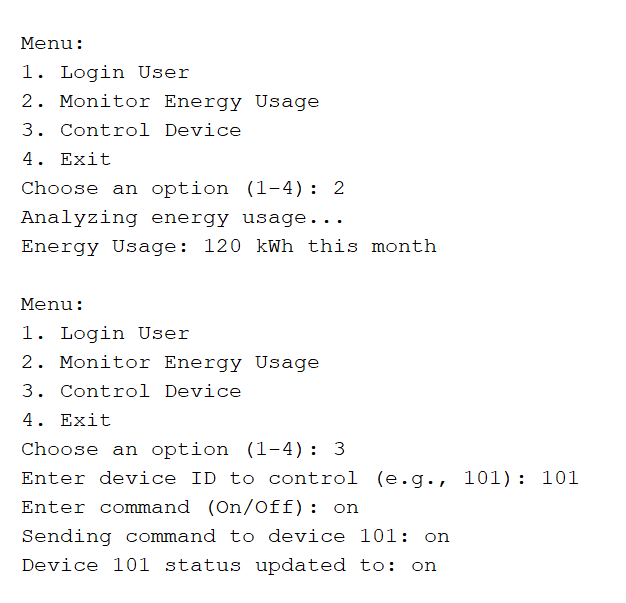 Menu:
1. Login User
2. Monitor Energy Usage
3. Control Device
4. Exit
Choose an option (1-4): 2
Analyzing energy usage...
Energy Usage: 120 kWh this month
Menu:
1. Login User
2. Monitor Energy Usage
3. Control Device
4. Exit
Choose an option (1-4): 3
Enter device ID to control (e.g., 101): 101
Enter command (On/Off): on
Sending command to device 101: on
Device 101 status updated to: on